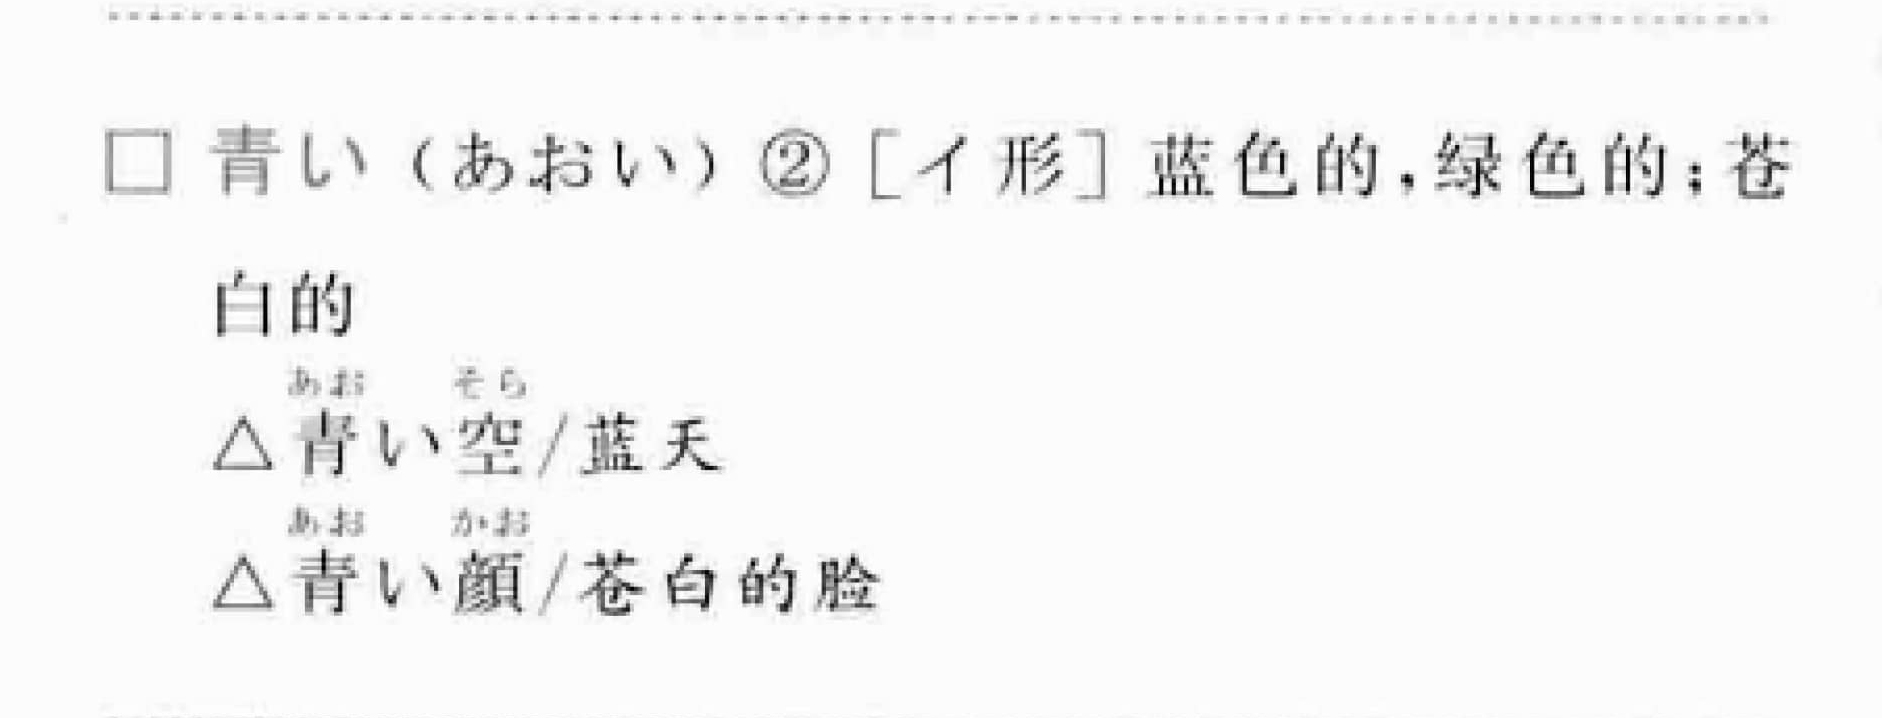 □ 青い（あおい）② ［イ形］蓝色的，绿色的；苍
白的
あお そら
△青い空/蓝天
あお かお
△青い顔/苍白的脸